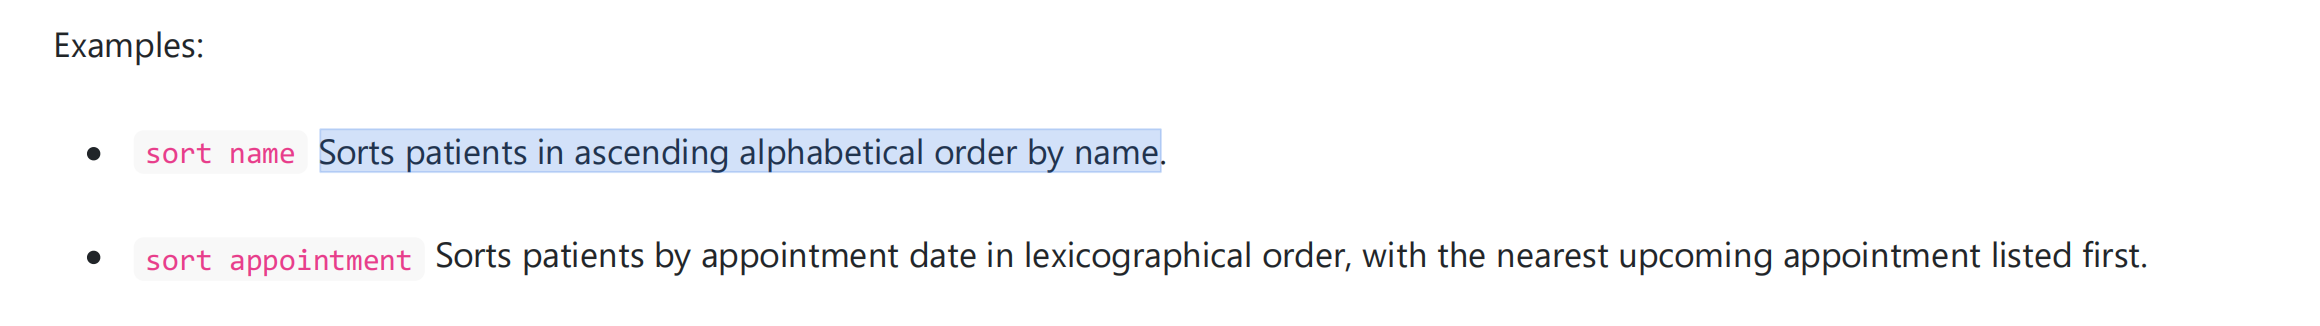 Examples:
• sort name Sorts patients in ascending alphabetical order by name.
• sort appointment Sorts patients by appointment date in lexicographical order, with the nearest upcoming appointment listed first.